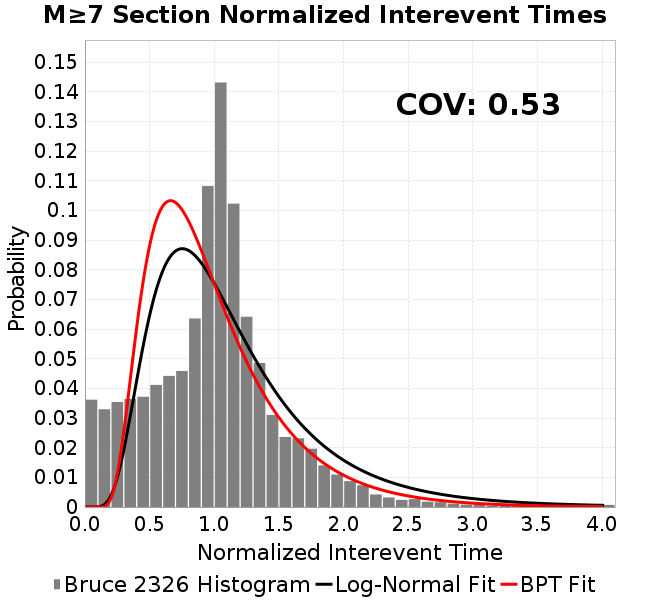 M≥7 Section Normalized Interevent Times
COV: 0.53
Probability
0.15
0.14
0.13
0.12
0.11
0.1
0.09
0.08
0.07
0.06
0.05
0.04
0.03
0.02
0.01
0
0.0 0.5 1.0 1.5 2.0 2.5 3.0 3.5 4.0
Normalized Interevent Time
Bruce 2326 Histogram Log-Normal Fit BPT Fit